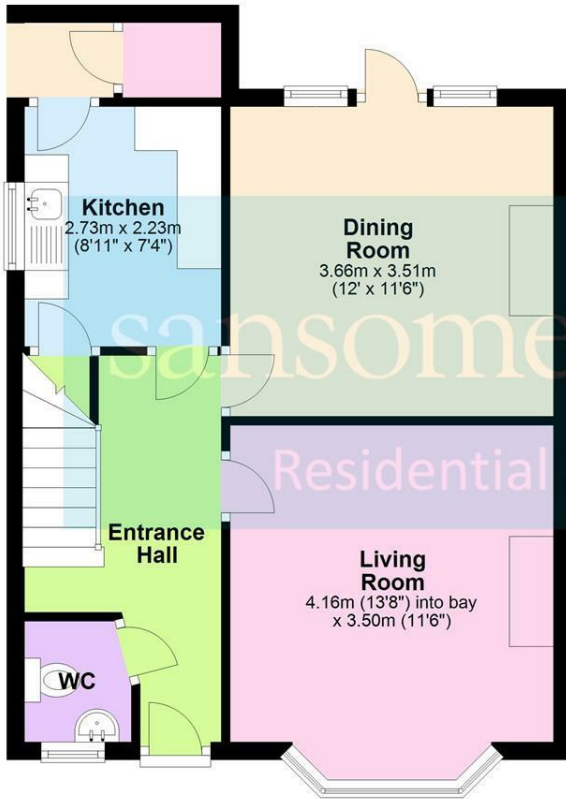 Kitchen
2.73m x 2.23m
(8'11" x 7'4")
Dining
Room
3.66m x 3.51m
(12' x 11'6")
sansome
Residential
Entrance
Hall
Living
Room
4.16m (13'8") into bay
x 3.50m (11'6")
WC